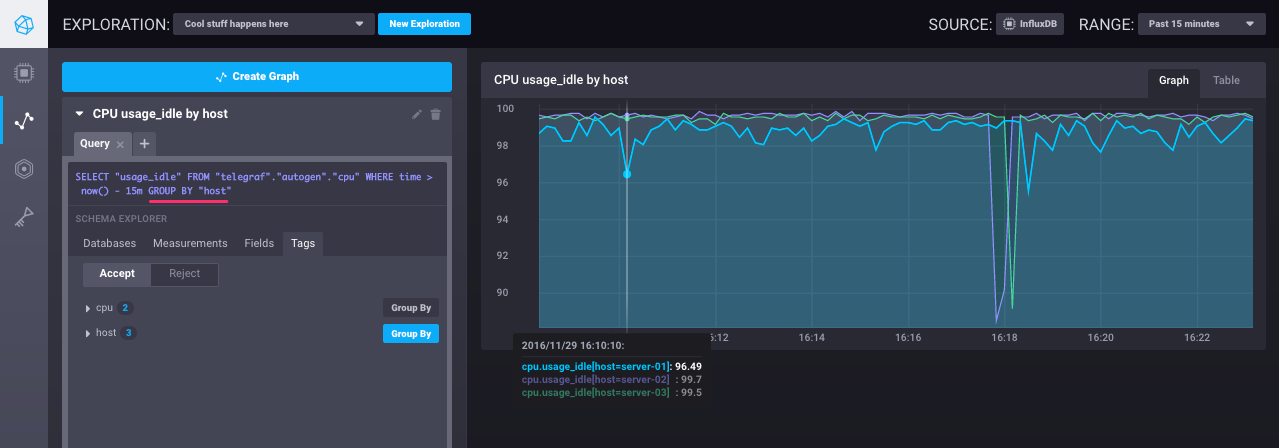 EXPLORATION: Cool stuff happens here New Exploration SOURCE: InfluxDB RANGE: Past 15 minutes
Create Graph
CPU usage_idle by host
Query × +
SELECT "usage_idle" FROM "telegraf"."autogen"."cpu" WHERE time >
now() - 15m GROUP BY "host"
SCHEMA EXPLORER
Databases Measurements Fields Tags
Accept Reject
cpu 2 Group By
host 3 Group By
CPU usage_idle by host Graph Table
100
98
96
94
92
90
16:12 16:14 16:16 16:18 16:20 16:22
2016/11/29 16:10:10:
cpu.usage_idle[host=server-01]: 96.49
cpu.usage_idle[host=server-02] : 99.7
cpu.usage_idle[host=server-03] : 99.5